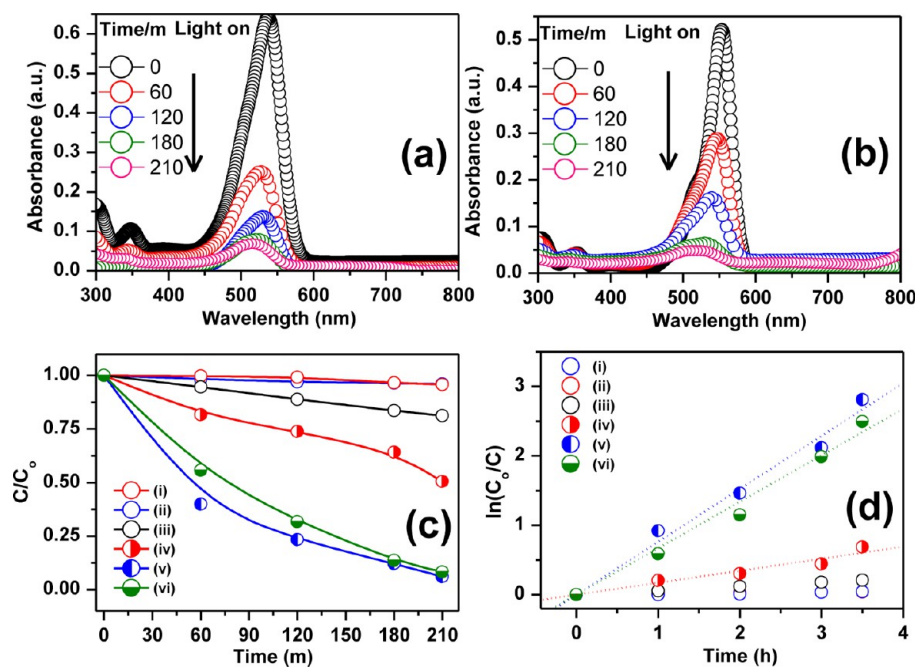 Time/m Light on
0
60
120
180
210
(a)
Absorbance (a.u.)
0.6
0.5
0.4
0.3
0.2
0.1
0.0
300 400 500 600 700 800
Wavelength (nm)
Time/m Light on
0
60
120
180
210
(b)
Absorbance (a.u.)
0.5
0.4
0.3
0.2
0.1
0.0
300 400 500 600 700 800
Wavelength (nm)
C/Co
1.00
0.75
0.50
0.25
0.00
(i)
(ii)
(iii)
(iv)
(v)
(vi)
(c)
0 30 60 90 120 150 180 210
Time (m)
ln(Co/C)
3
2
1
0
(i)
(ii)
(iii)
(iv)
(v)
(vi)
(d)
0 1 2 3 4
Time (h)